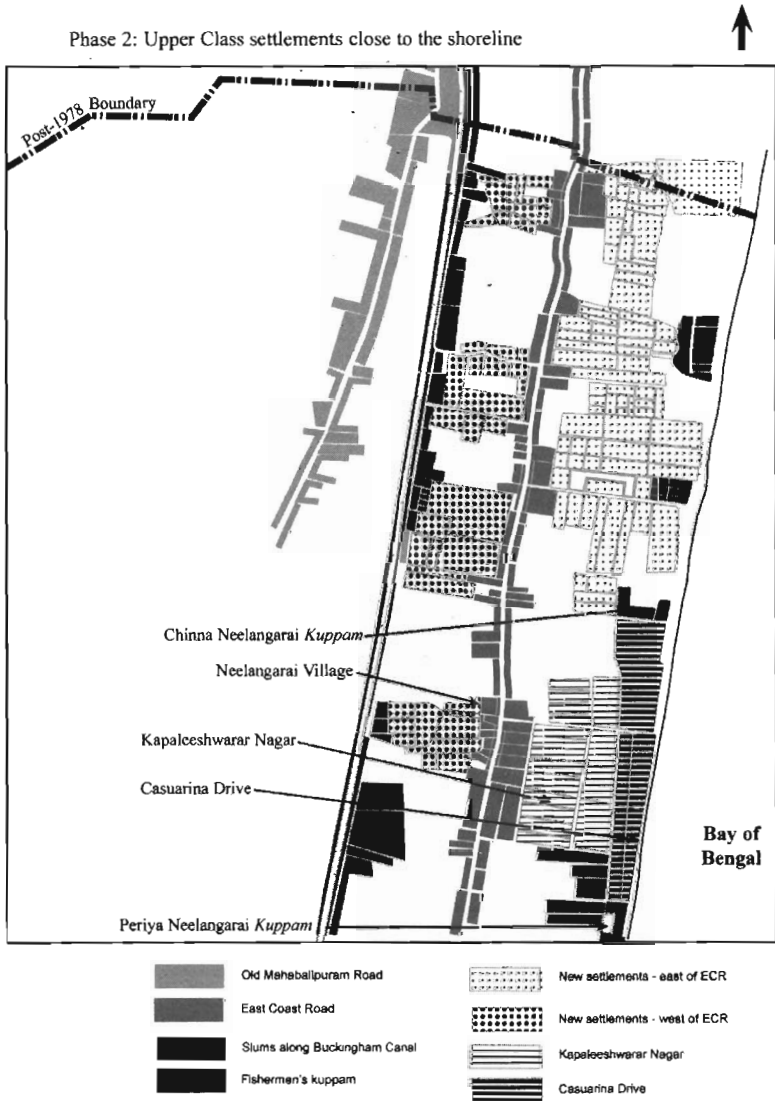 Phase 2: Upper Class settlements close to the shoreline
Post-1978 Boundary
Chinna Neelangarai Kuppam
Neelangarai Village
Kapaleeshwarar Nagar
Casuarina Drive
Bay of
Bengal
Periya Neelangarai Kuppam
Old Mahabalipuram Road
East Coast Road
Slums along Buckingham Canal
Fishermen's kuppam
New settlements - east of ECR
New settlements - west of ECR
Kapaleeshwarar Nagar
Casuarina Drive